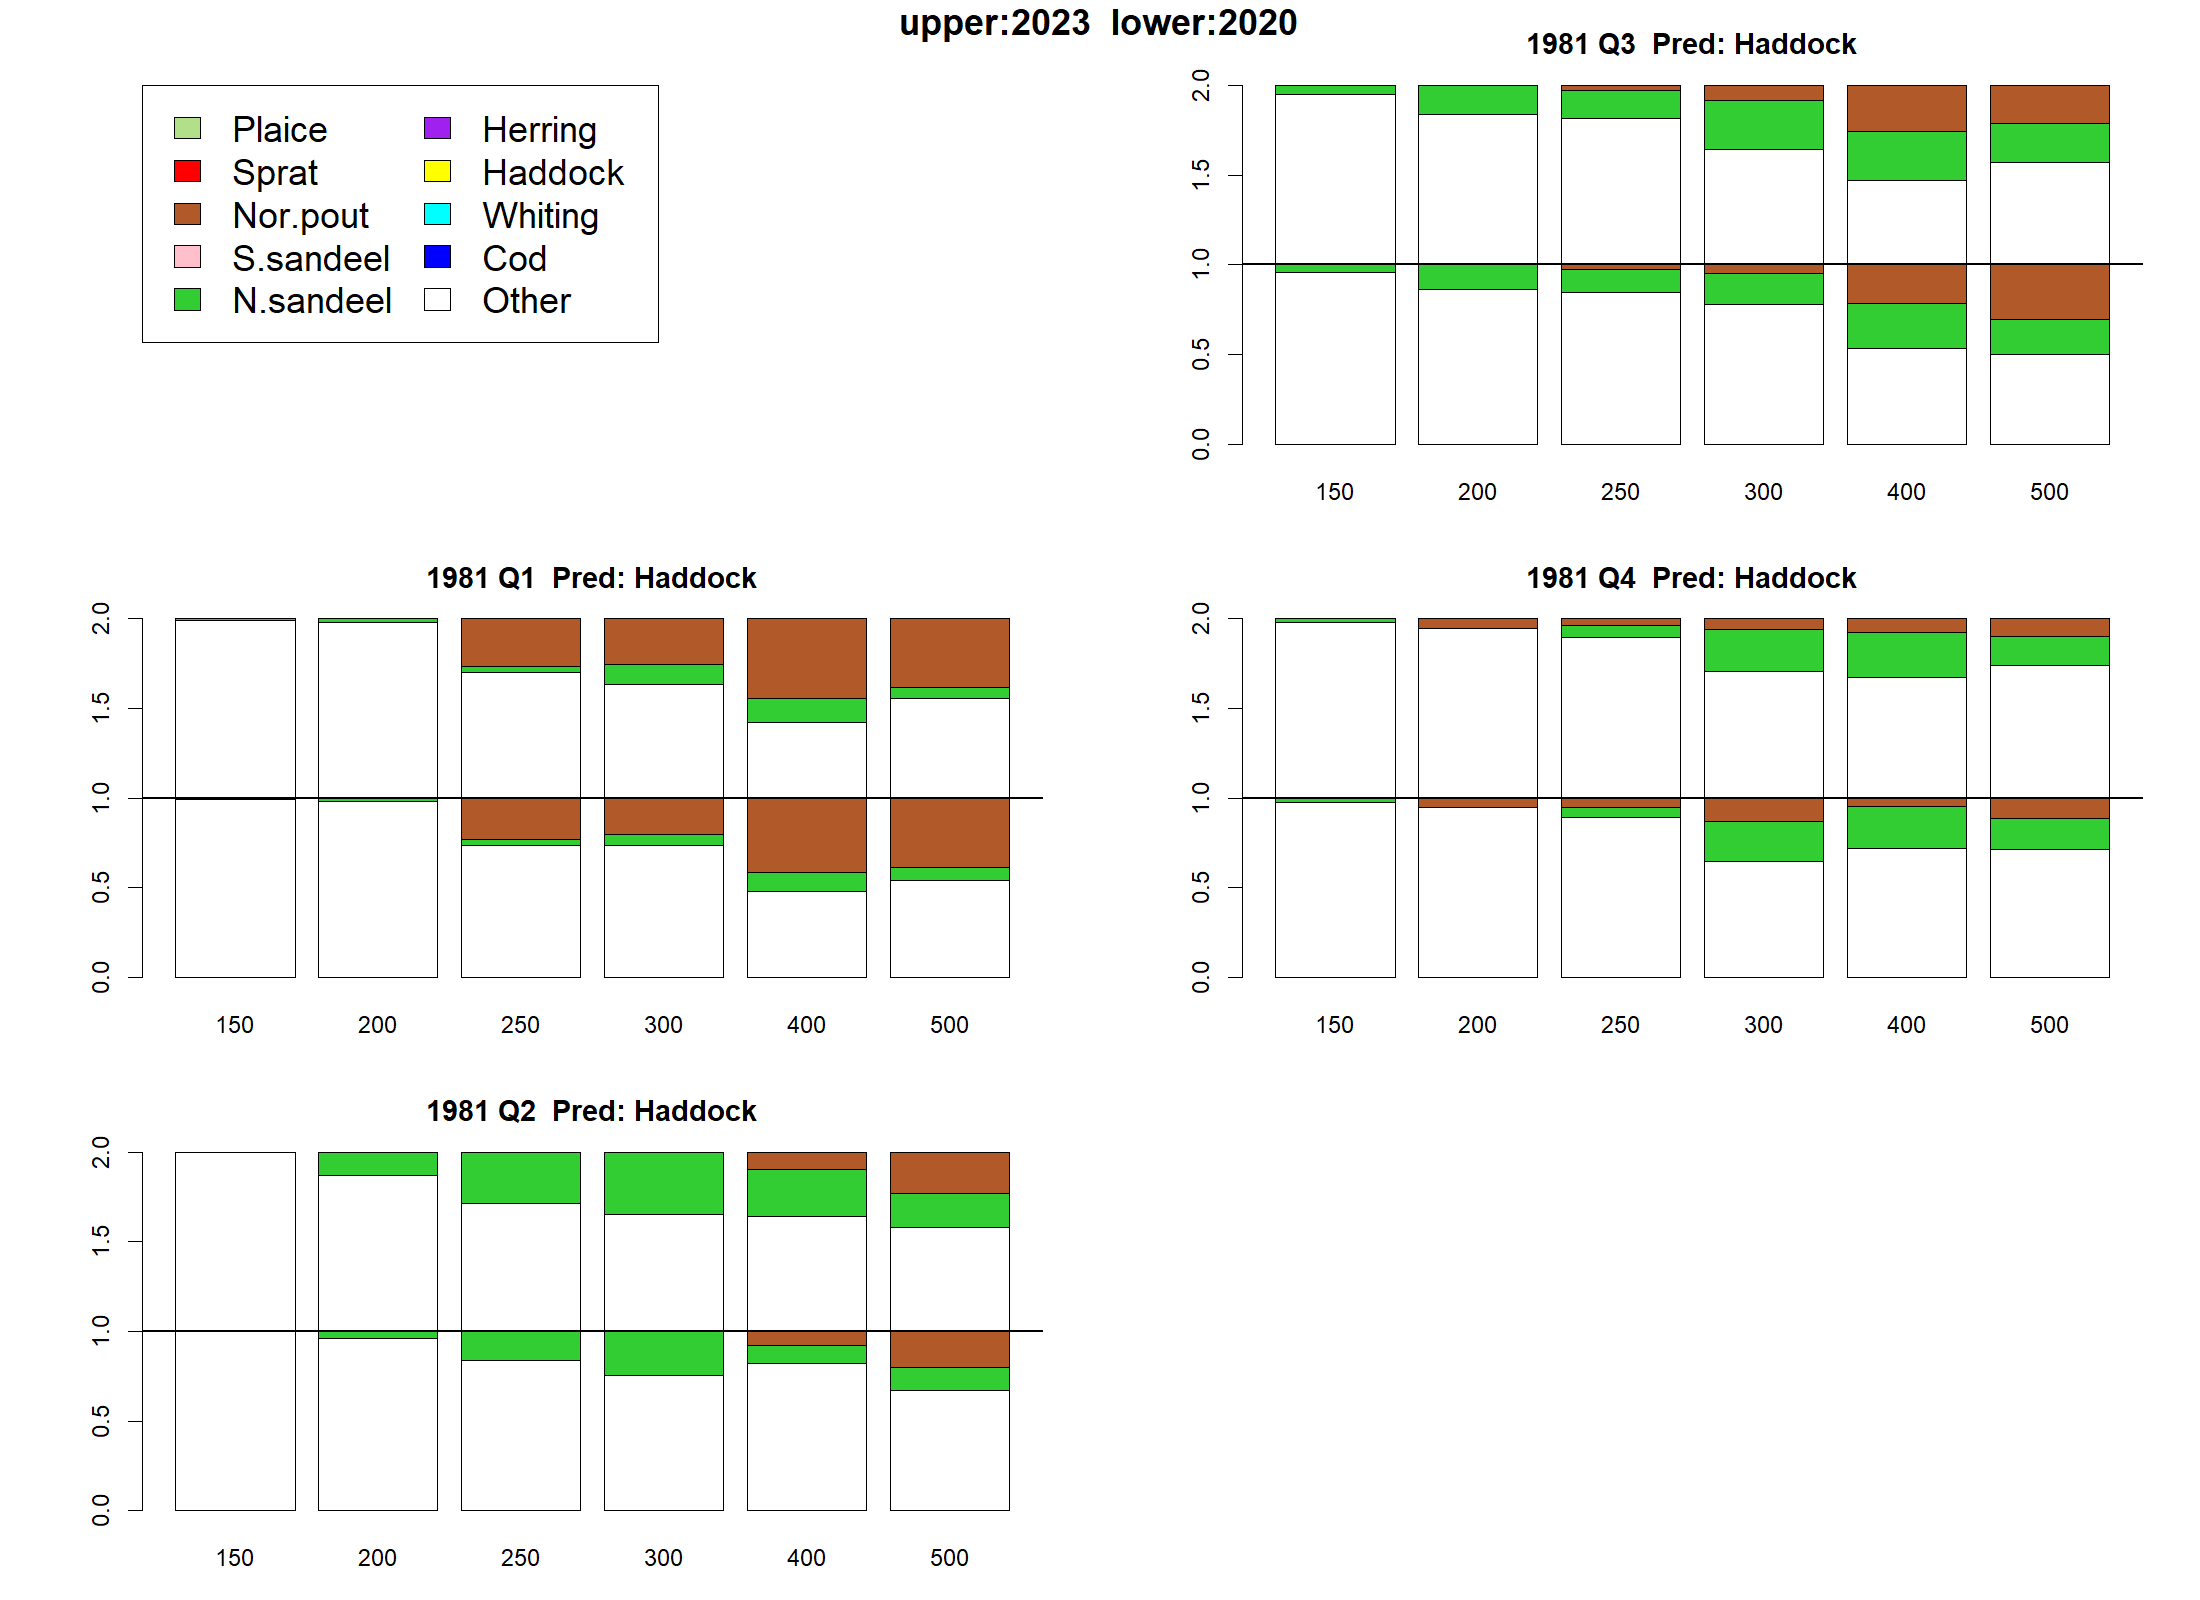 upper:2023  lower:2020
Plaice
Sprat
Nor.pout
S.sandeel
N.sandeel
Herring
Haddock
Whiting
Cod
Other
1981 Q3  Pred: Haddock
2.0
1.5
1.0
0.5
0.0
150 200 250 300 400 500
1981 Q1  Pred: Haddock
2.0
1.5
1.0
0.5
0.0
150 200 250 300 400 500
1981 Q4  Pred: Haddock
2.0
1.5
1.0
0.5
0.0
150 200 250 300 400 500
1981 Q2  Pred: Haddock
2.0
1.5
1.0
0.5
0.0
150 200 250 300 400 500